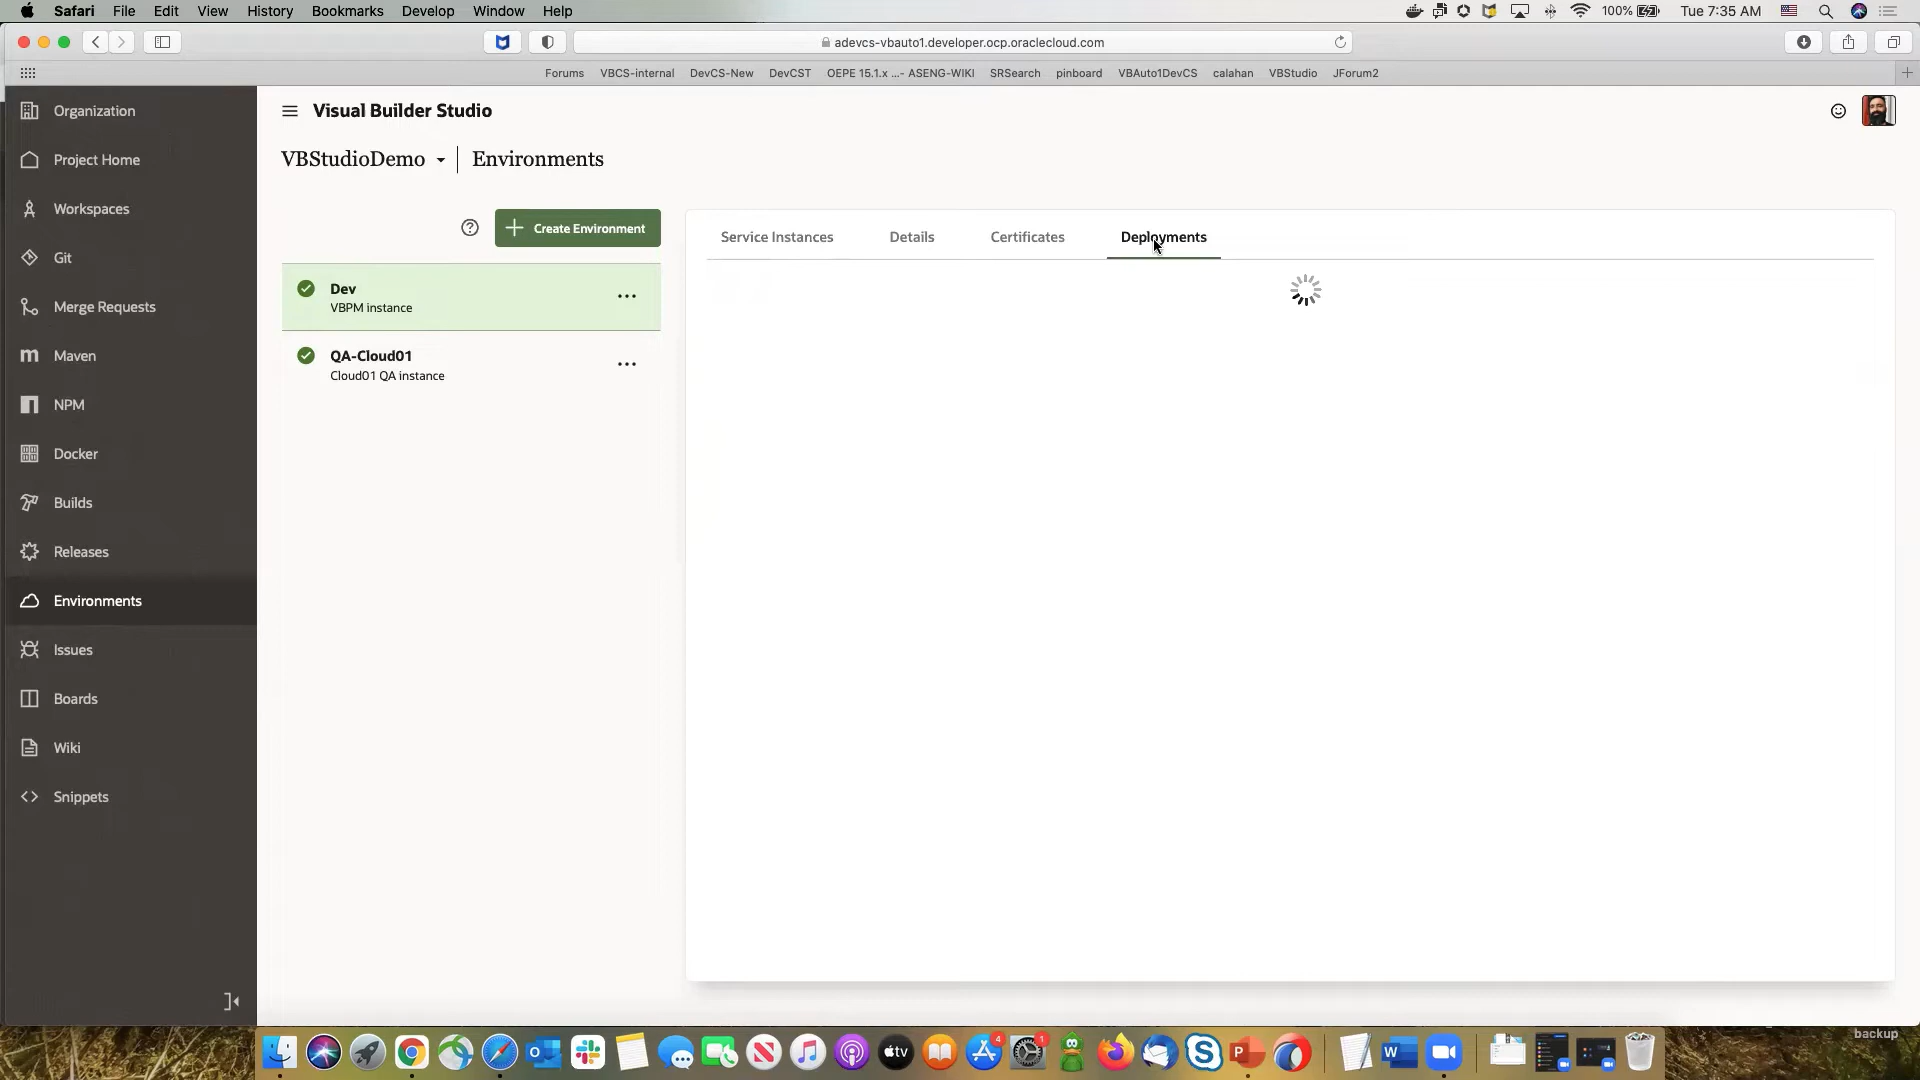 Safari File Edit View History Bookmarks Develop Window Help
100% Tue 7:35 AM
adevcs-vbauto1.developer.ocp.oraclecloud.com
Forums VBCS-internal DevCS-New DevCST OEPE 15.1.x ...- ASENG-WIKI SRSearch pinboard VBAuto1DevCS calahan VBStudio JForum2
Organization
Project Home
Workspaces
Git
Merge Requests
Maven
NPM
Docker
Builds
Releases
Environments
Issues
Boards
Wiki
Snippets
Visual Builder Studio
VBStudioDemo Environments
Create Environment
Dev
VBPM instance
QA-Cloud01
Cloud01 QA instance
Service Instances Details Certificates Deployments
backup
tv
4
1